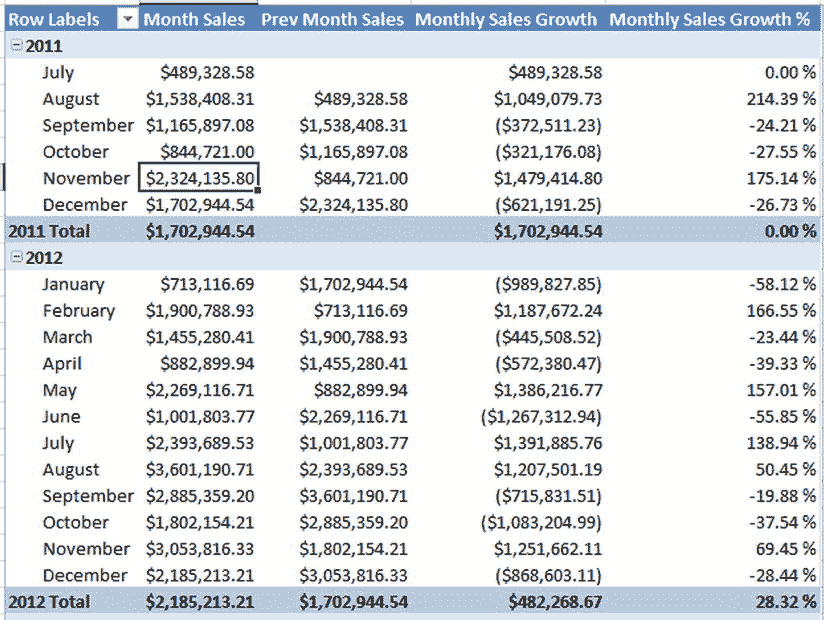 Row Labels Month Sales Prev Month Sales Monthly Sales Growth Monthly Sales Growth %
2011
July $489,328.58 $489,328.58 0.00 %
August $1,538,408.31 $489,328.58 $1,049,079.73 214.39 %
September $1,165,897.08 $1,538,408.31 ($372,511.23) -24.21 %
October $844,721.00 $1,165,897.08 ($321,176.08) -27.55 %
November $2,324,135.80 $844,721.00 $1,479,414.80 175.14 %
December $1,702,944.54 $2,324,135.80 ($621,191.25) -26.73 %
2011 Total $1,702,944.54 $1,702,944.54 0.00 %
2012
January $713,116.69 $1,702,944.54 ($989,827.85) -58.12 %
February $1,900,788.93 $713,116.69 $1,187,672.24 166.55 %
March $1,455,280.41 $1,900,788.93 ($445,508.52) -23.44 %
April $882,899.94 $1,455,280.41 ($572,380.47) -39.33 %
May $2,269,116.71 $882,899.94 $1,386,216.77 157.01 %
June $1,001,803.77 $2,269,116.71 ($1,267,312.94) -55.85 %
July $2,393,689.53 $1,001,803.77 $1,391,885.76 138.94 %
August $3,601,190.71 $2,393,689.53 $1,207,501.19 50.45 %
September $2,885,359.20 $3,601,190.71 ($715,831.51) -19.88 %
October $1,802,154.21 $2,885,359.20 ($1,083,204.99) -37.54 %
November $3,053,816.33 $1,802,154.21 $1,251,662.11 69.45 %
December $2,185,213.21 $3,053,816.33 ($868,603.11) -28.44 %
2012 Total $2,185,213.21 $1,702,944.54 $482,268.67 28.32 %